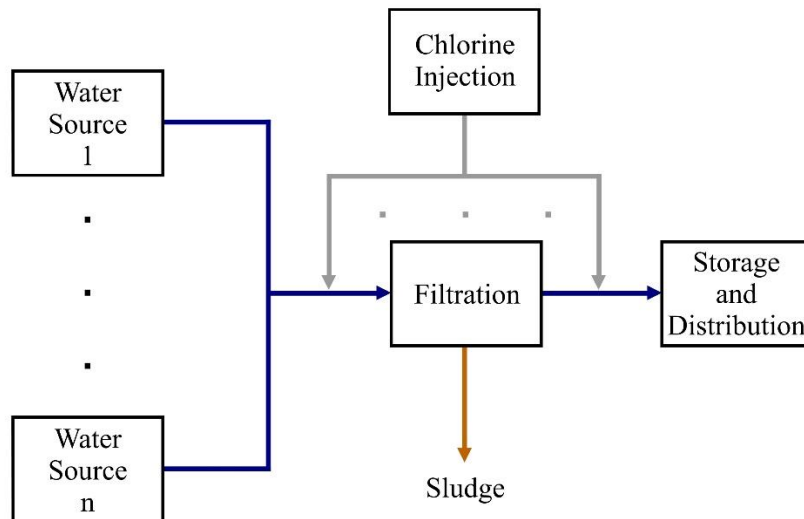 Chlorine
Injection
Water
Source
1
Filtration
Storage
and
Distribution
Water
Source
n
Sludge